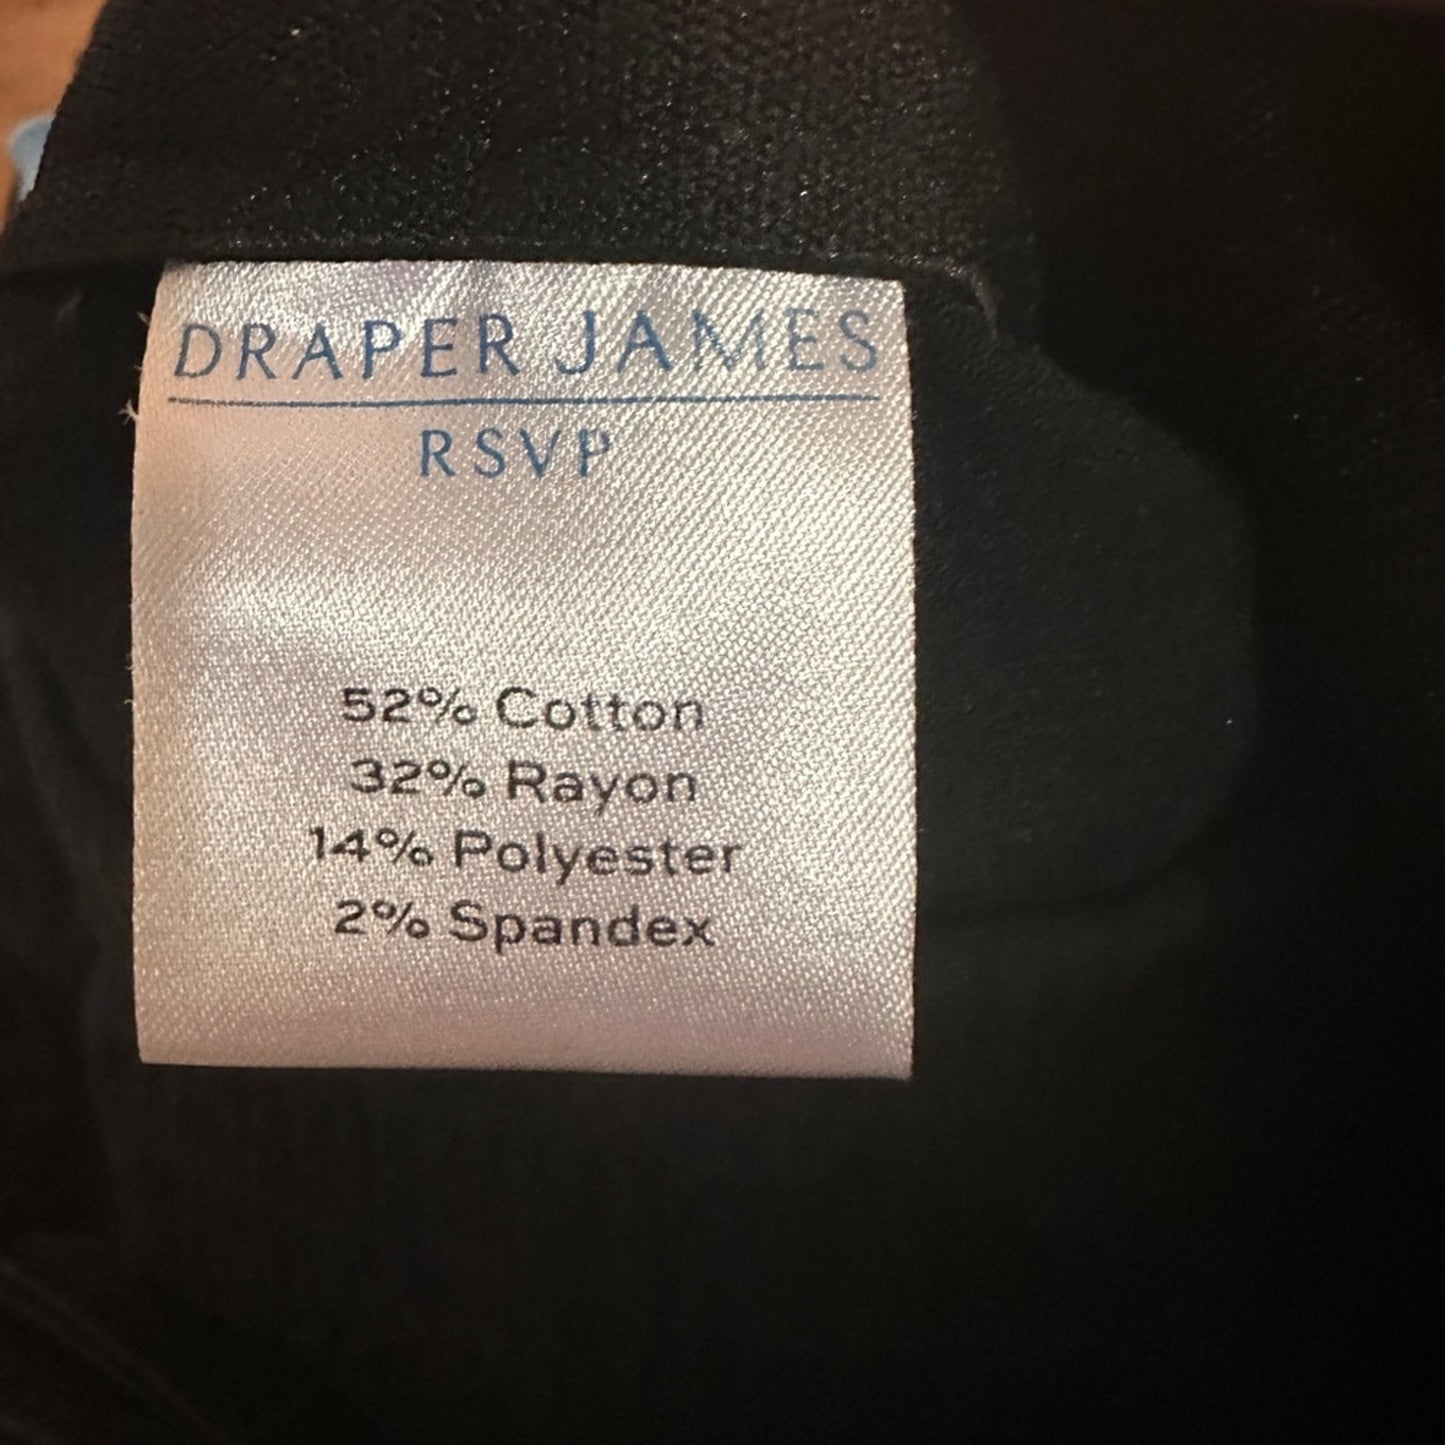 DRAPER JAMES
RSVP
52% Cotton
32% Rayon
14% Polyester
2% Spandex